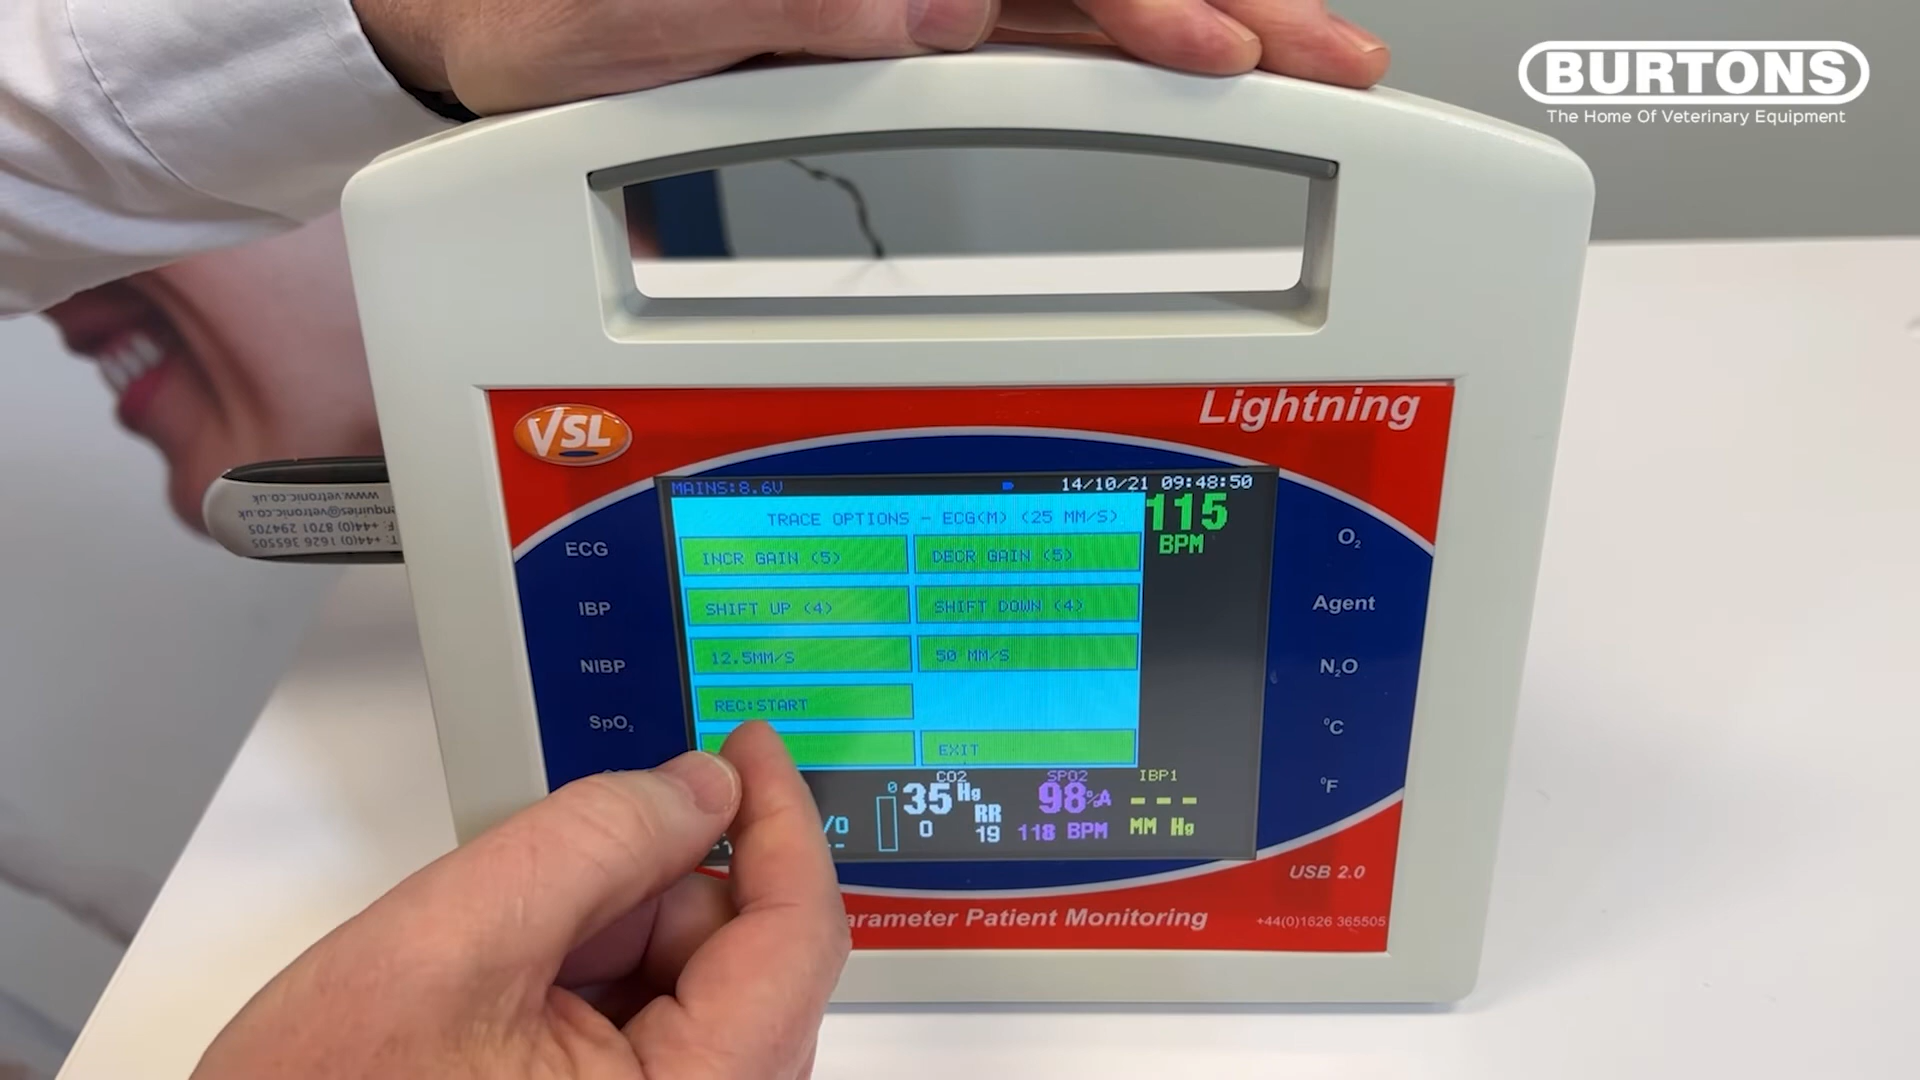 BURTONS
The Home Of Veterinary Equipment
Lightning
VSL
MAINS:8.6V
14/10/21 09:48:50
TRACE OPTIONS - ECG(M) (25 MM/S)
115
BPM
INCR GAIN (5)
DECR GAIN (5)
SHIFT UP (4)
SHIFT DOWN (4)
12.5MM/S
50 MM/S
REC:START
EXIT
ECG
IBP
NIBP
SpO₂
O₂
Agent
N₂O
°C
°F
www.vetronic.co.uk
enquiries@vetronic.co.uk
F: +44(0) 8701 294705
T: +44(0) 1626 365505
CO2
SPO2
IBP1
0
35 Hg
98%A
---
/0
0
RR
19
118 BPM
MM Hg
--
USB 2.0
arameter Patient Monitoring
+44(0)1626 365505